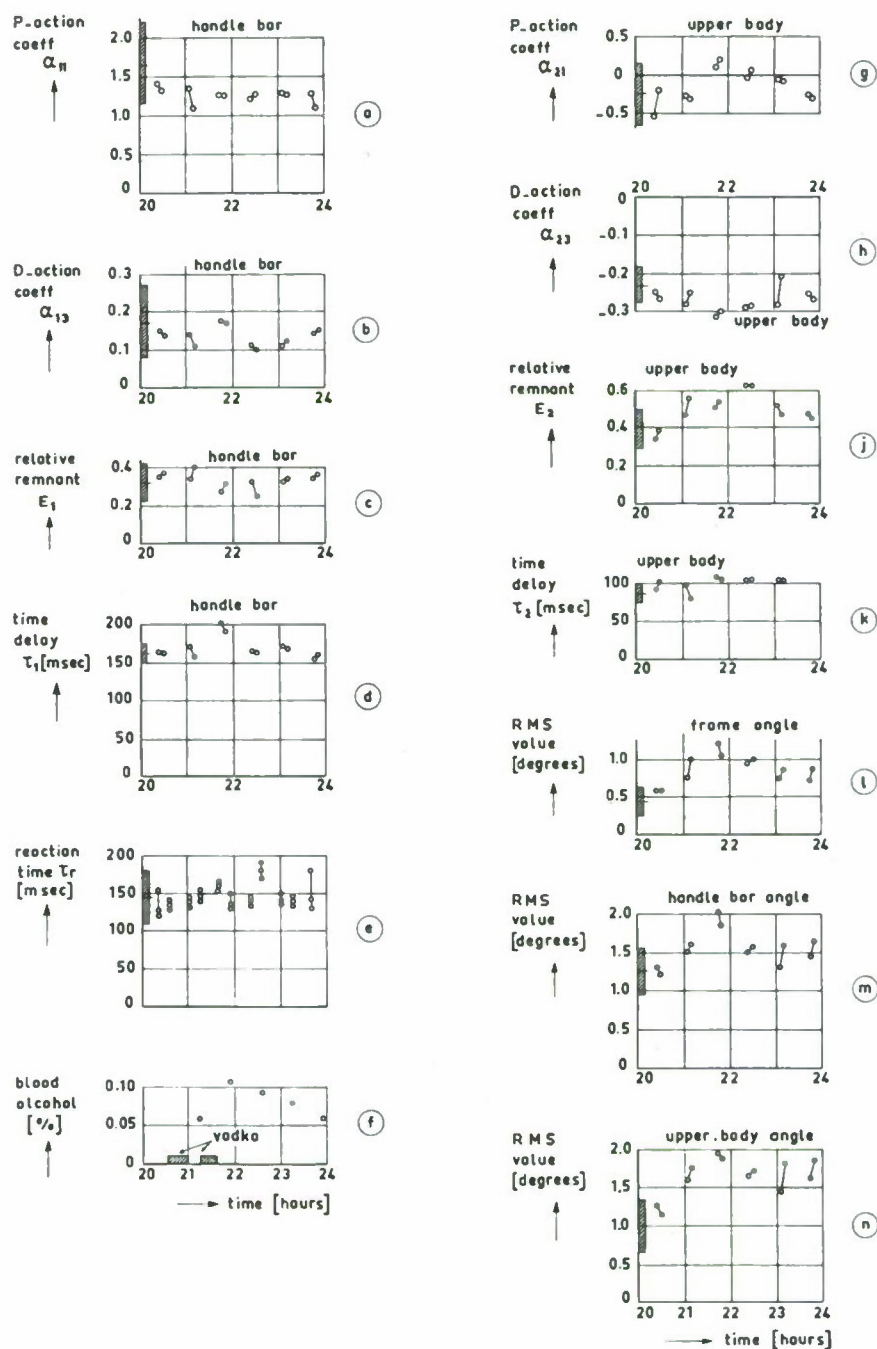 P-action
coeff
α11
handle bar
2.0
1.5
1.0
0.5
0
20 22 24
a
D-action
coeff
α13
handle bar
0.3
0.2
0.1
0
20 22 24
b
relative
remnant
E1
handle bar
0.4
0.2
0
20 22 24
c
time
delay
τ1[msec]
handle bar
200
150
100
50
0
20 22 24
d
reaction
time τr
[msec]
200
150
100
50
0
e
blood
alcohol
[%]
0.10
0.05
0
vodka
20 21 22 23 24
time [hours]
f
P-action
coeff
α21
upper body
0.5
0
-0.5
g
D-action
coeff
α23
20 22 24
0
-0.1
-0.2
-0.3
upper body
h
relative
remnant
E2
upper body
0.6
0.4
0.2
0
20 22 24
j
time
delay
τ2[msec]
upper body
100
50
0
20 22 24
k
RMS
value
[degrees]
frame angle
1.0
0.5
0
20 22 24
l
RMS
value
[degrees]
handle bar angle
2.0
1.5
1.0
0.5
0
20 22 24
m
RMS
value
[degrees]
upper.body angle
2.0
1.5
1.0
0.5
0
20 21 22 23 24
time [hours]
n